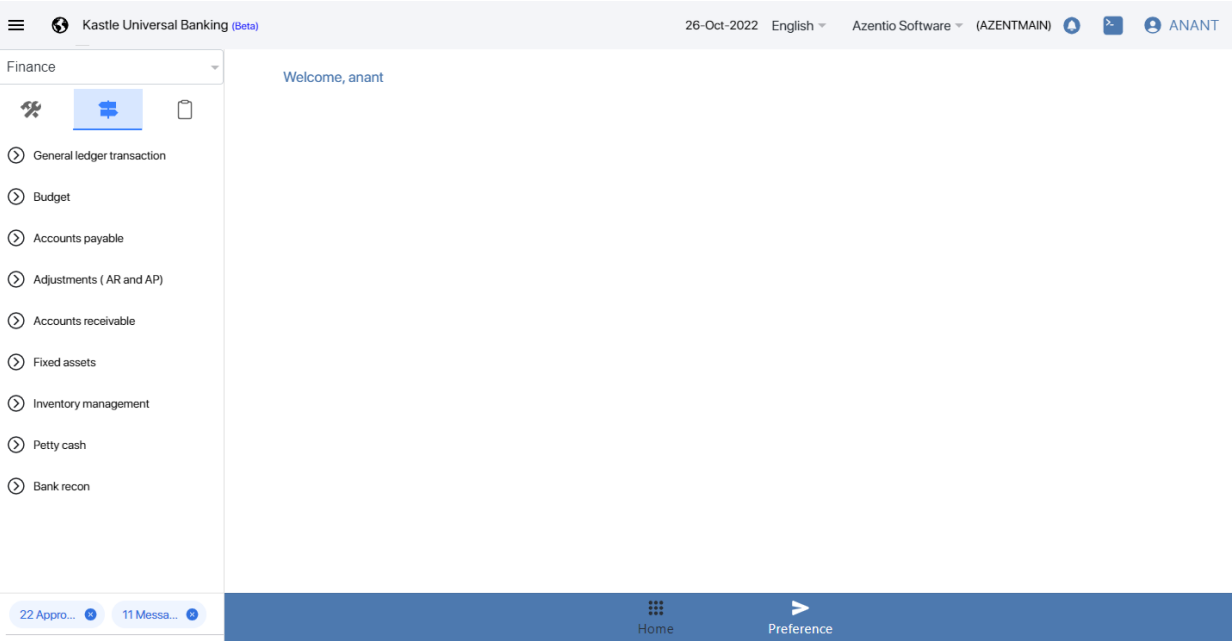 Kastle Universal Banking (Beta) 26-Oct-2022 English Azentio Software (AZENTMAIN) ANANT
Finance
Welcome, anant
General ledger transaction
Budget
Accounts payable
Adjustments ( AR and AP)
Accounts receivable
Fixed assets
Inventory management
Petty cash
Bank recon
22 Appro... 11 Messa...
Home Preference